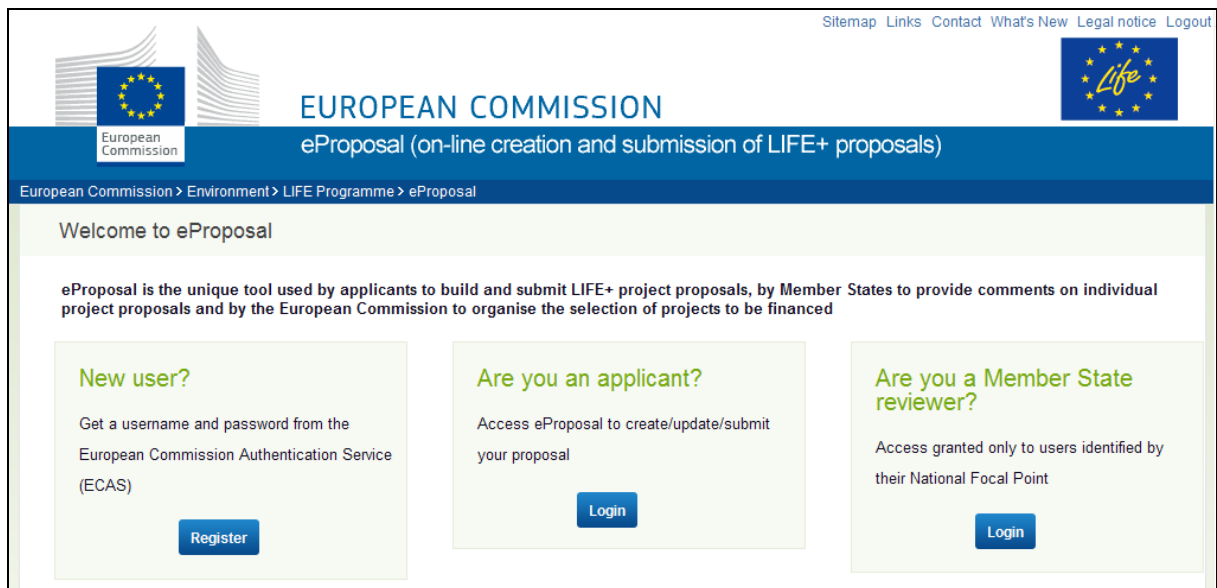 Sitemap Links Contact What's New Legal notice Logout
Life
European
Commission
EUROPEAN COMMISSION
eProposal (on-line creation and submission of LIFE+ proposals)
European Commission > Environment > LIFE Programme > eProposal
Welcome to eProposal
eProposal is the unique tool used by applicants to build and submit LIFE+ project proposals, by Member States to provide comments on individual
project proposals and by the European Commission to organise the selection of projects to be financed
New user?
Get a username and password from the
European Commission Authentication Service
(ECAS)
Register
Are you an applicant?
Access eProposal to create/update/submit
your proposal
Login
Are you a Member State
reviewer?
Access granted only to users identified by
their National Focal Point
Login